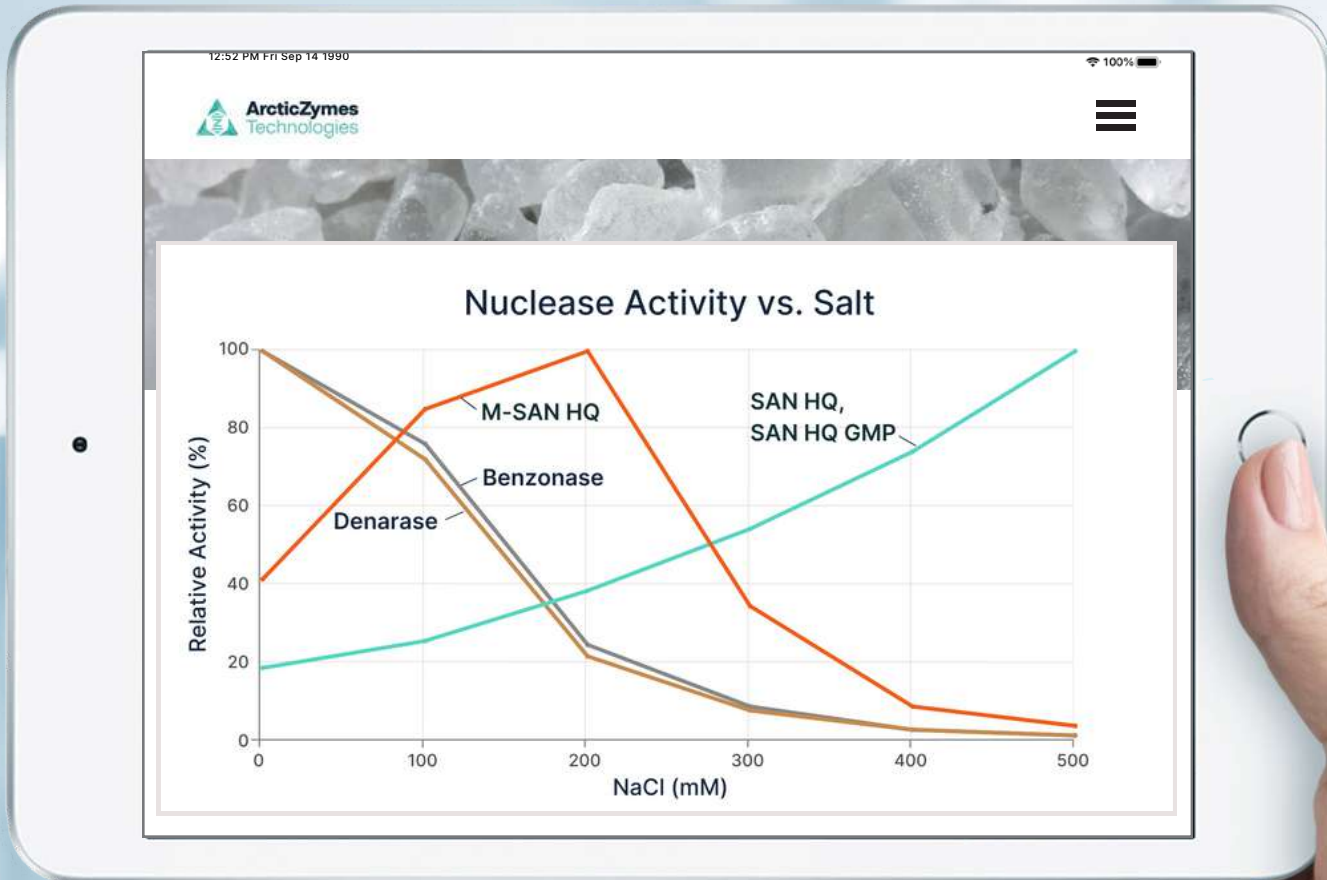 12:52 PM Fri Sep 14 1990
100%
ArcticZymes
Technologies
Nuclease Activity vs. Salt
Relative Activity (%)
100
80
60
40
20
0
M-SAN HQ
SAN HQ,
SAN HQ GMP
Benzonase
Denarase
0 100 200 300 400 500
NaCl (mM)